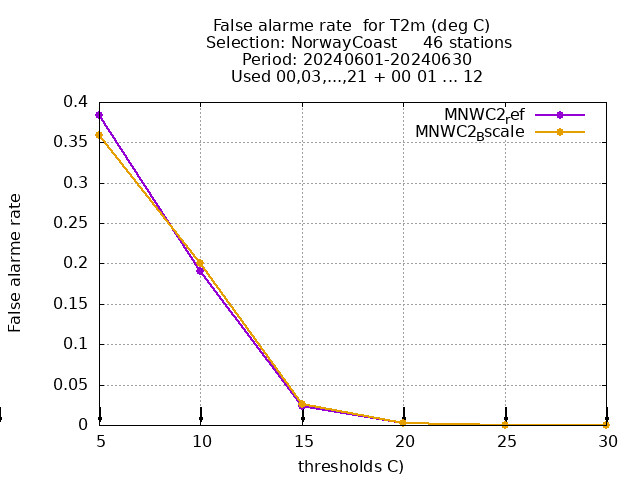 False alarme rate  for T2m (deg C)
Selection: NorwayCoast     46 stations
Period: 20240601-20240630
Used 00,03,...,21 + 00 01 ... 12
MNWC2ref
MNWC2Bscale
False alarme rate
0.4
0.35
0.3
0.25
0.2
0.15
0.1
0.05
0
5 10 15 20 25 30
thresholds C)